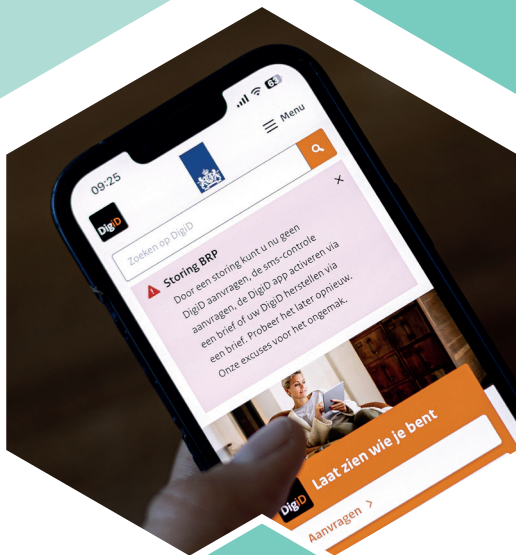 09:25
63
DigiD
Menu
Zoeken op DigiD
Storing BRP
Door een storing kunt u nu geen
DigiD aanvragen, de sms-controle
aanvragen, de DigiD app activeren via
een brief of uw DigiD herstellen via
een brief. Probeer het later opnieuw.
Onze excuses voor het ongemak.
DigiD
Laat zien wie je bent
Aanvragen >